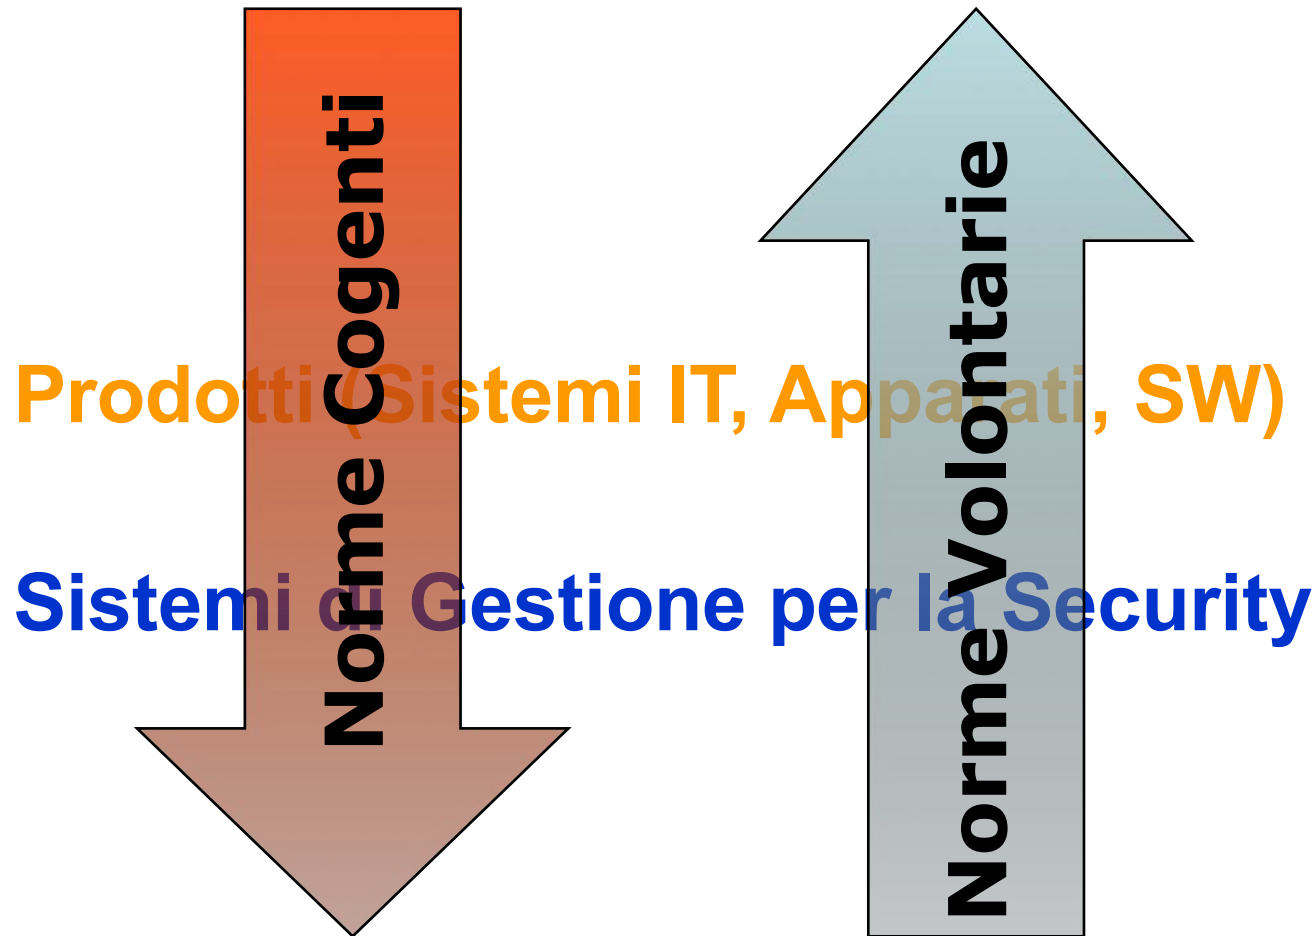 Norme Cogenti
Norme Volontarie
Prodotti (Sistemi IT, Apparati, SW)
Sistemi di Gestione per la Security